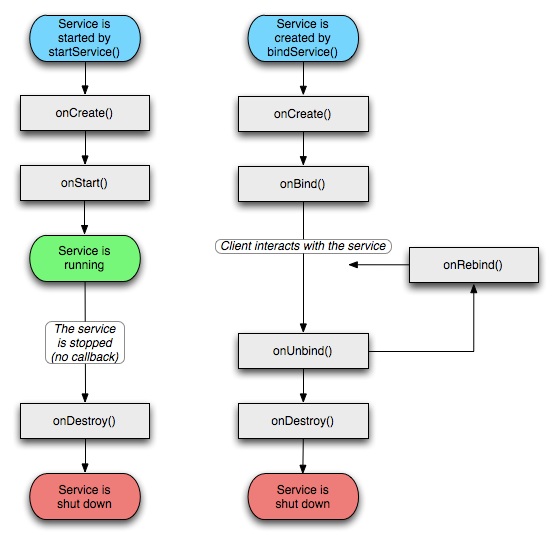 Service is
started by
startService()
onCreate()
onStart()
Service is
running
The service
is stopped
(no callback)
onDestroy()
Service is
shut down
Service is
created by
bindService()
onCreate()
onBind()
Client interacts with the service
onRebind()
onUnbind()
onDestroy()
Service is
shut down